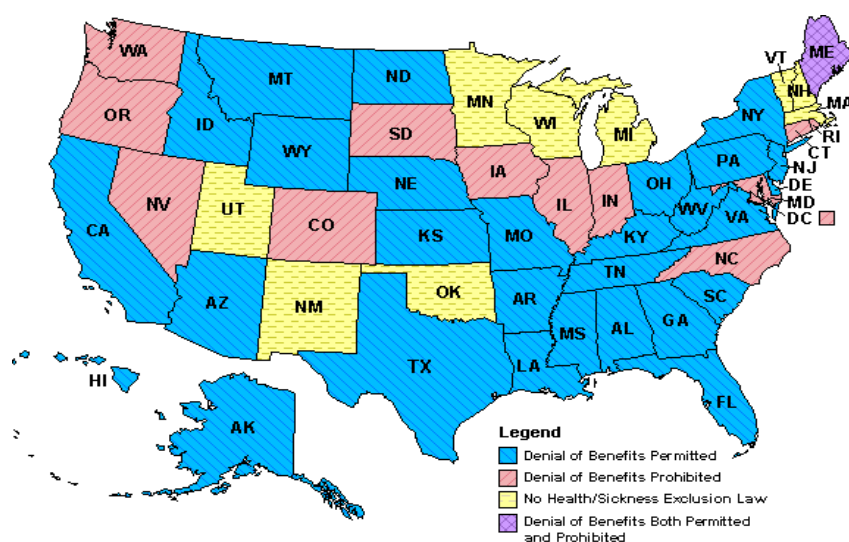 WA
MT
ND
MN
VT
NH
ME
MA
OR
ID
SD
WI
MI
NY
RI
CT
WY
IA
PA
NJ
NE
OH
DE
NV
UT
IL
IN
MD
WV
VA
DC
CA
CO
KS
MO
KY
NC
TN
AZ
NM
OK
AR
SC
MS
AL
GA
TX
LA
HI
FL
AK
Legend
Denial of Benefits Permitted
Denial of Benefits Prohibited
No Health/Sickness Exclusion Law
Denial of Benefits Both Permitted
and Prohibited